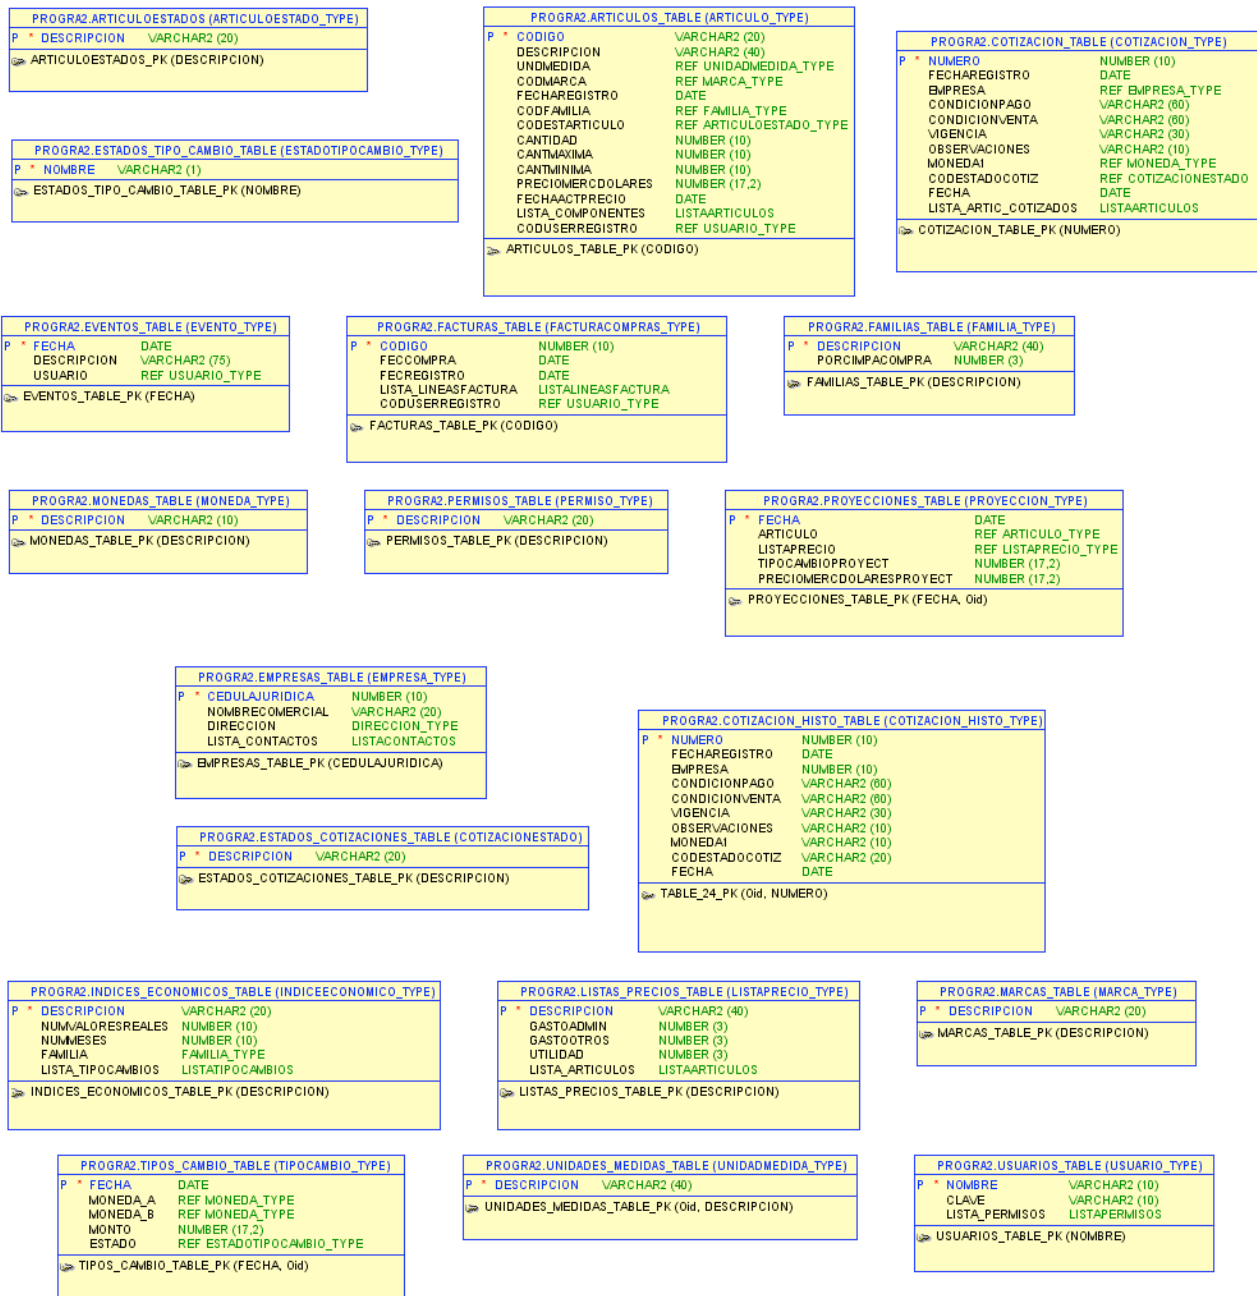 PROGRA2.ARTICULOESTADOS (ARTICULOESTADO_TYPE)
P * DESCRIPCION VARCHAR2 (20)
ARTICULOESTADOS_PK (DESCRIPCION)
PROGRA2.ESTADOS_TIPO_CAMBIO_TABLE (ESTADOTIPOCAMBIO_TYPE)
P * NOMBRE VARCHAR2 (1)
ESTADOS_TIPO_CAMBIO_TABLE_PK (NOMBRE)
PROGRA2.ARTICULOS_TABLE (ARTICULO_TYPE)
P * CODIGO VARCHAR2 (20)
DESCRIPCION VARCHAR2 (40)
UNDMEDIDA REF UNIDADMEDIDA_TYPE
CODMARCA REF MARCA_TYPE
FECHAREGISTRO DATE
CODFAMILIA REF FAMILIA_TYPE
CODESTARTICULO REF ARTICULOESTADO_TYPE
CANTIDAD NUMBER (10)
CANTMAXIMA NUMBER (10)
CANTMINIMA NUMBER (10)
PRECIOMERCDOLARES NUMBER (17,2)
FECHAACTPRECIO DATE
LISTA_COMPONENTES LISTAARTICULOS
CODUSERREGISTRO REF USUARIO_TYPE
ARTICULOS_TABLE_PK (CODIGO)
PROGRA2.COTIZACION_TABLE (COTIZACION_TYPE)
P * NUMERO NUMBER (10)
FECHAREGISTRO DATE
EMPRESA REF EMPRESA_TYPE
CONDICIONPAGO VARCHAR2 (60)
CONDICIONVENTA VARCHAR2 (60)
VIGENCIA VARCHAR2 (30)
OBSERVACIONES VARCHAR2 (10)
MONEDA1 REF MONEDA_TYPE
CODESTADOCOTIZ REF COTIZACIONESTADO
FECHA DATE
LISTA_ARTIC_COTIZADOS LISTAARTICULOS
COTIZACION_TABLE_PK (NUMERO)
PROGRA2.EVENTOS_TABLE (EVENTO_TYPE)
P * FECHA DATE
DESCRIPCION VARCHAR2 (75)
USUARIO REF USUARIO_TYPE
EVENTOS_TABLE_PK (FECHA)
PROGRA2.FACTURAS_TABLE (FACTURACOMPRAS_TYPE)
P * CODIGO NUMBER (10)
FECCOMPRA DATE
FECREGISTRO DATE
LISTA_LINEASFACTURA LISTALINEASFACTURA
CODUSERREGISTRO REF USUARIO_TYPE
FACTURAS_TABLE_PK (CODIGO)
PROGRA2.FAMILIAS_TABLE (FAMILIA_TYPE)
P * DESCRIPCION VARCHAR2 (40)
PORCIMPACOMPRA NUMBER (3)
FAMILIAS_TABLE_PK (DESCRIPCION)
PROGRA2.MONEDAS_TABLE (MONEDA_TYPE)
P * DESCRIPCION VARCHAR2 (10)
MONEDAS_TABLE_PK (DESCRIPCION)
PROGRA2.PERMISOS_TABLE (PERMISO_TYPE)
P * DESCRIPCION VARCHAR2 (20)
PERMISOS_TABLE_PK (DESCRIPCION)
PROGRA2.PROYECCIONES_TABLE (PROYECCION_TYPE)
P * FECHA DATE
ARTICULO REF ARTICULO_TYPE
LISTAPRECIO REF LISTAPRECIO_TYPE
TIPOCAMBIOPROYECT NUMBER (17,2)
PRECIOMERCDOLARESPROYECT NUMBER (17,2)
PROYECCIONES_TABLE_PK (FECHA, Oid)
PROGRA2.EMPRESAS_TABLE (EMPRESA_TYPE)
P * CEDULAJURIDICA NUMBER (10)
NOMBRECOMERCIAL VARCHAR2 (20)
DIRECCION DIRECCION_TYPE
LISTA_CONTACTOS LISTACONTACTOS
EMPRESAS_TABLE_PK (CEDULAJURIDICA)
PROGRA2.ESTADOS_COTIZACIONES_TABLE (COTIZACIONESTADO)
P * DESCRIPCION VARCHAR2 (20)
ESTADOS_COTIZACIONES_TABLE_PK (DESCRIPCION)
PROGRA2.COTIZACION_HISTO_TABLE (COTIZACION_HISTO_TYPE)
P * NUMERO NUMBER (10)
FECHAREGISTRO DATE
EMPRESA NUMBER (10)
CONDICIONPAGO VARCHAR2 (60)
CONDICIONVENTA VARCHAR2 (60)
VIGENCIA VARCHAR2 (30)
OBSERVACIONES VARCHAR2 (10)
MONEDA1 VARCHAR2 (10)
CODESTADOCOTIZ VARCHAR2 (20)
FECHA DATE
TABLE_24_PK (Oid, NUMERO)
PROGRA2.INDICES_ECONOMICOS_TABLE (INDICEECONOMICO_TYPE)
P * DESCRIPCION VARCHAR2 (20)
NUMVALORESREALES NUMBER (10)
NUMMESES NUMBER (10)
FAMILIA FAMILIA_TYPE
LISTA_TIPOCAMBIOS LISTATIPOCAMBIOS
INDICES_ECONOMICOS_TABLE_PK (DESCRIPCION)
PROGRA2.LISTAS_PRECIOS_TABLE (LISTAPRECIO_TYPE)
P * DESCRIPCION VARCHAR2 (40)
GASTOADMIN NUMBER (3)
GASTOOTROS NUMBER (3)
UTILIDAD NUMBER (3)
LISTA_ARTICULOS LISTAARTICULOS
LISTAS_PRECIOS_TABLE_PK (DESCRIPCION)
PROGRA2.MARCAS_TABLE (MARCA_TYPE)
P * DESCRIPCION VARCHAR2 (20)
MARCAS_TABLE_PK (DESCRIPCION)
PROGRA2.TIPOS_CAMBIO_TABLE (TIPOCAMBIO_TYPE)
P * FECHA DATE
MONEDA_A REF MONEDA_TYPE
MONEDA_B REF MONEDA_TYPE
MONTO NUMBER (17,2)
ESTADO REF ESTADOTIPOCAMBIO_TYPE
TIPOS_CAMBIO_TABLE_PK (FECHA, Oid)
PROGRA2.UNIDADES_MEDIDAS_TABLE (UNIDADMEDIDA_TYPE)
P * DESCRIPCION VARCHAR2 (40)
UNIDADES_MEDIDAS_TABLE_PK (Oid, DESCRIPCION)
PROGRA2.USUARIOS_TABLE (USUARIO_TYPE)
P * NOMBRE VARCHAR2 (10)
CLAVE VARCHAR2 (10)
LISTA_PERMISOS LISTAPERMISOS
USUARIOS_TABLE_PK (NOMBRE)